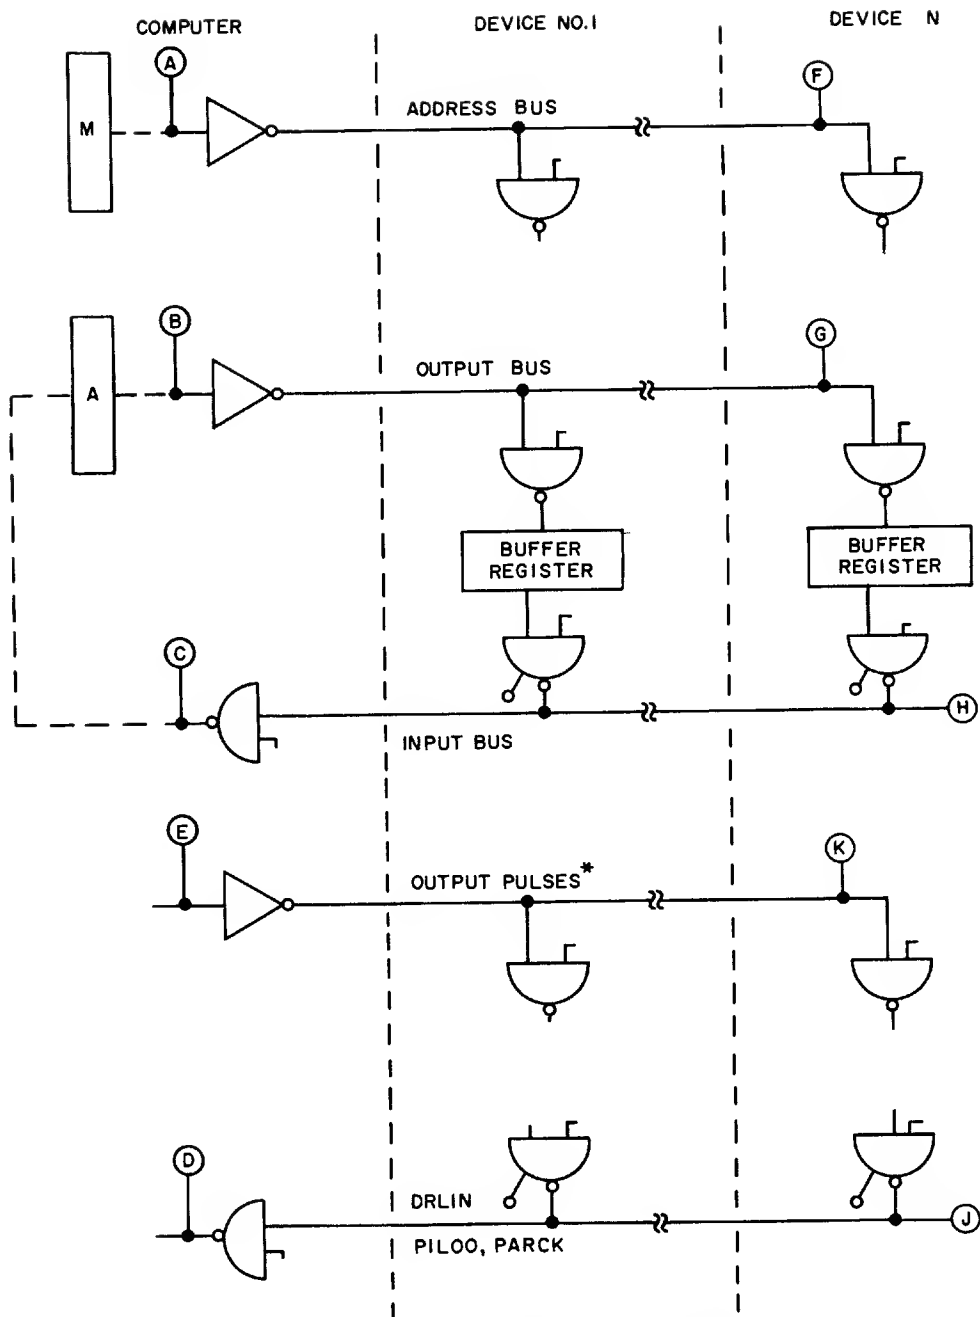 COMPUTER
DEVICE NO. 1
DEVICE N
A
F
M
ADDRESS BUS
B
G
A
OUTPUT BUS
BUFFER
REGISTER
BUFFER
REGISTER
C
H
INPUT BUS
E
K
OUTPUT PULSES*
D
DRLIN
J
PILOO, PARCK